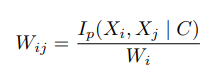 W_{ij} = \frac{I_p(X_i, X_j \mid C)}{W_i}